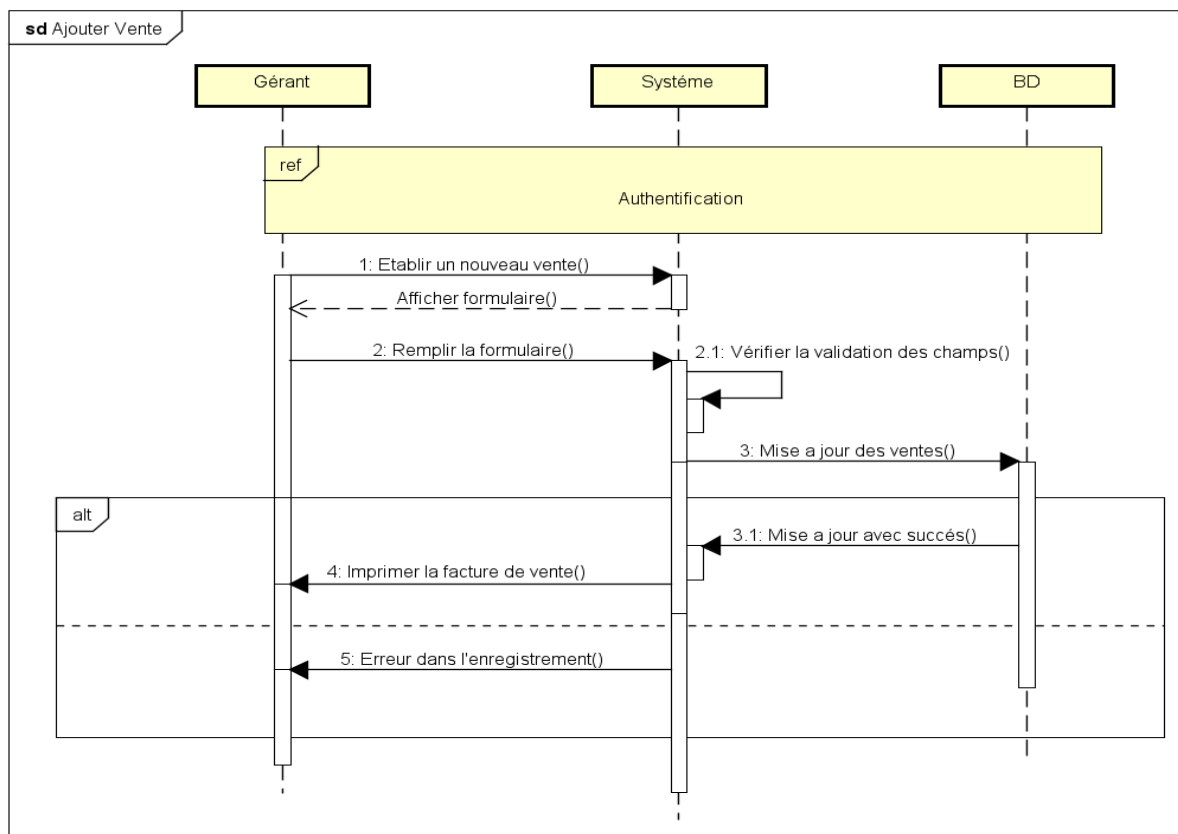 sd Ajouter Vente
Gérant
Systéme
BD
ref
Authentification
1: Etablir un nouveau vente()
Afficher formulaire()
2: Remplir la formulaire()
2.1: Vérifier la validation des champs()
3: Mise a jour des ventes()
alt
3.1: Mise a jour avec succés()
4: Imprimer la facture de vente()
5: Erreur dans l'enregistrement()